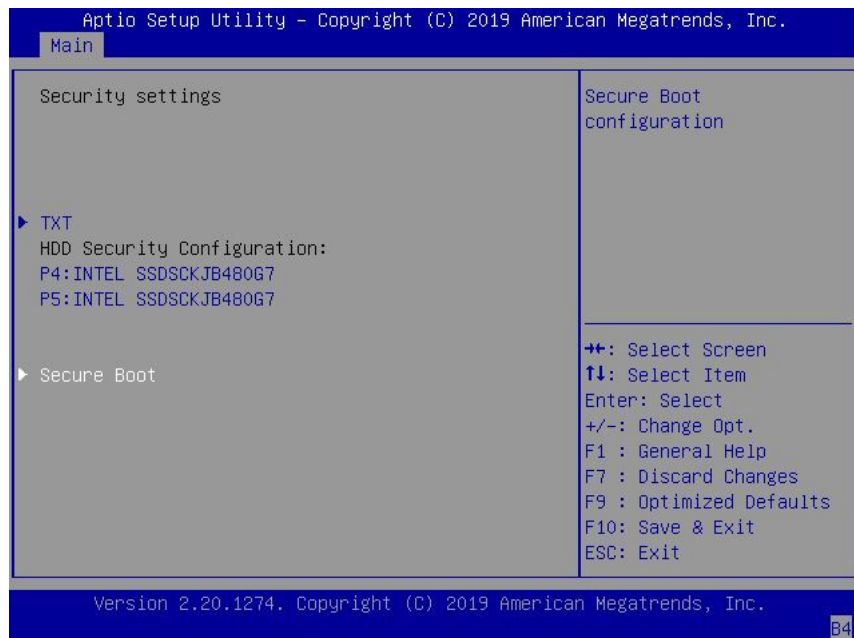 Aptio Setup Utility – Copyright (C) 2019 American Megatrends, Inc.
Main
Security settings
TXT
HDD Security Configuration:
P4:INTEL SSDSCKJB480G7
P5:INTEL SSDSCKJB480G7
Secure Boot
Secure Boot
configuration
→←: Select Screen
↑↓: Select Item
Enter: Select
+/-: Change Opt.
F1 : General Help
F7 : Discard Changes
F9 : Optimized Defaults
F10: Save & Exit
ESC: Exit
Version 2.20.1274. Copyright (C) 2019 American Megatrends, Inc.
B4